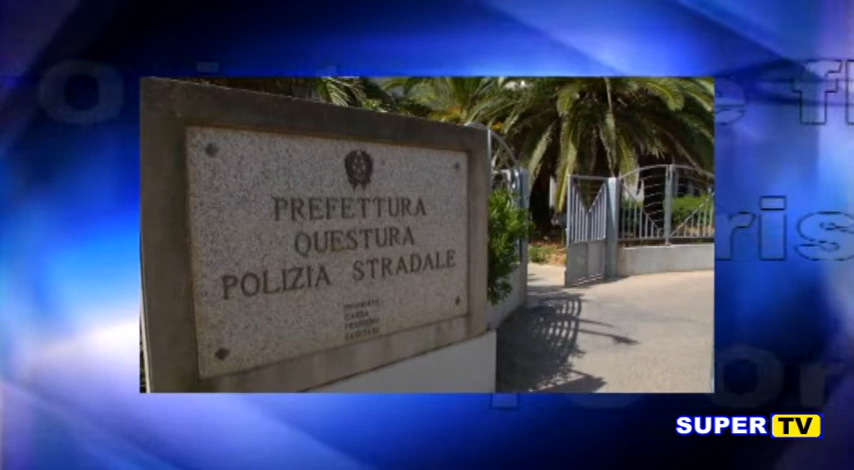 PREFETTURA
QUESTURA
POLIZIA STRADALE
SUPER TV